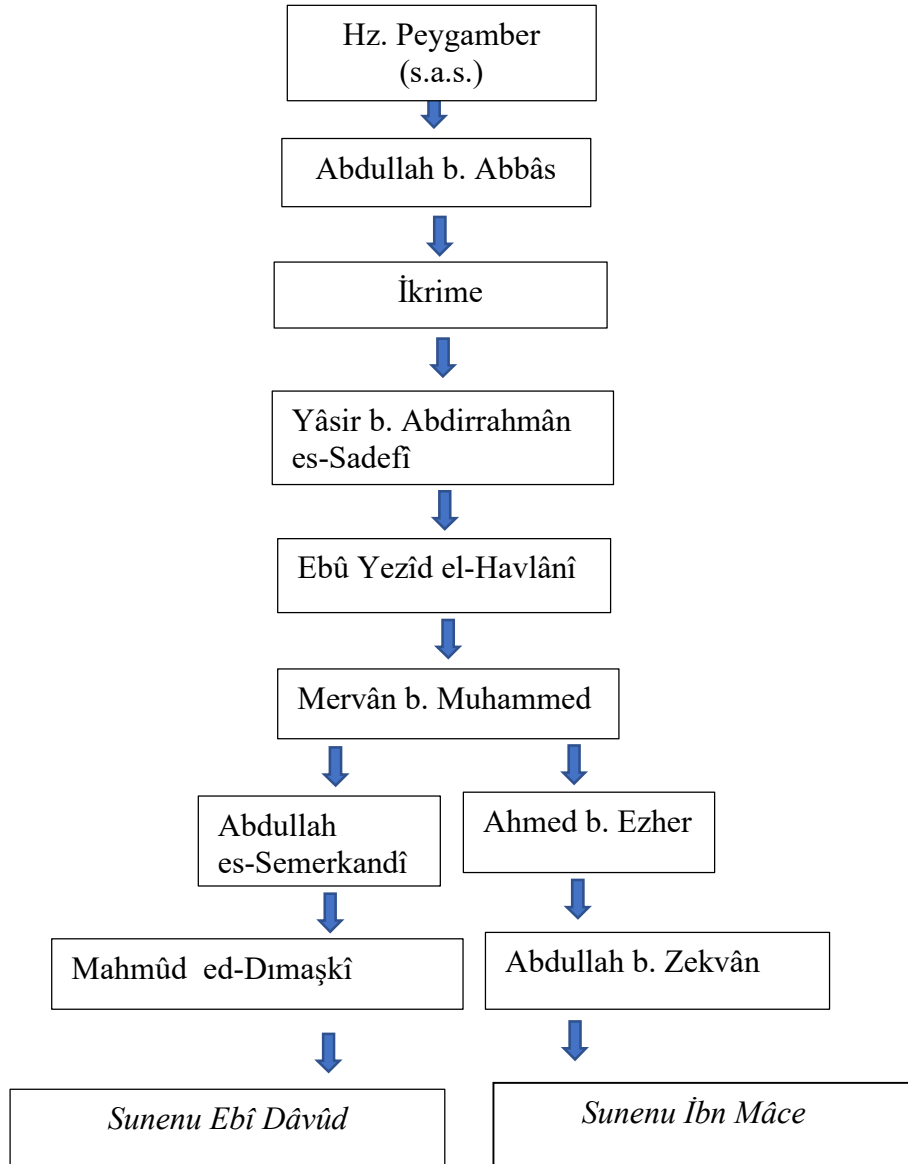 Hz. Peygamber
(s.a.s.)
Abdullah b. Abbâs
İkrime
Yâsir b. Abdirrahmân
es-Sadefî
Ebû Yezîd el-Havlânî
Mervân b. Muhammed
Abdullah
es-Semerkandî
Ahmed b. Ezher
Mahmûd ed-Dımaşkî
Abdullah b. Zekvân
Sunenu Ebî Dâvûd
Sunenu İbn Mâce